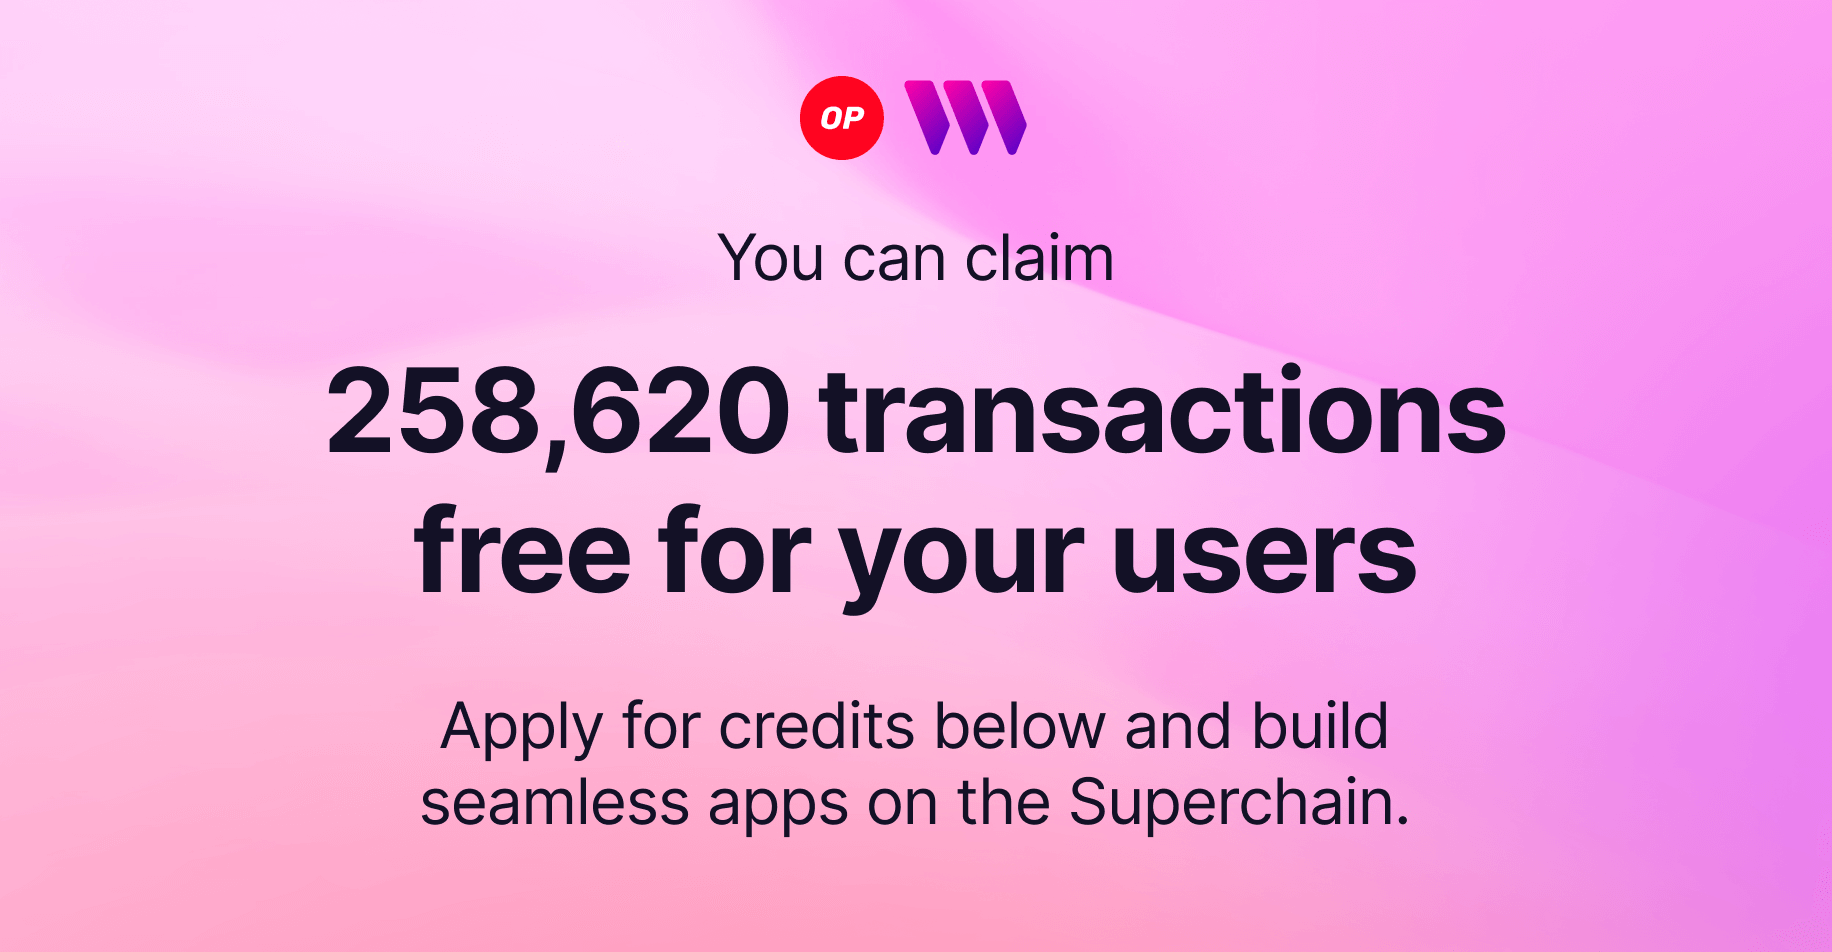 OP
You can claim
258,620 transactions
free for your users
Apply for credits below and build
seamless apps on the Superchain.